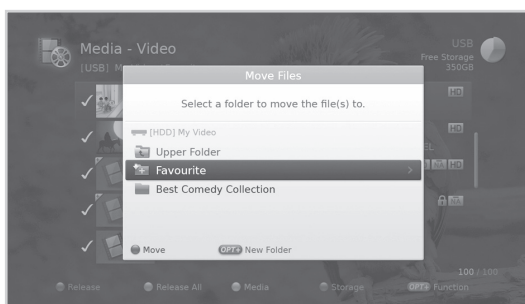 Media - Video
USB
Free Storage
350GB
Move Files
HD
Select a folder to move the file(s) to.
[HDD] My Video
HD
Upper Folder
Favourite
HD
Best Comedy Collection
Move
OPT+ New Folder
100 / 100
Release
Release All
Media
Storage
OPT+ Function